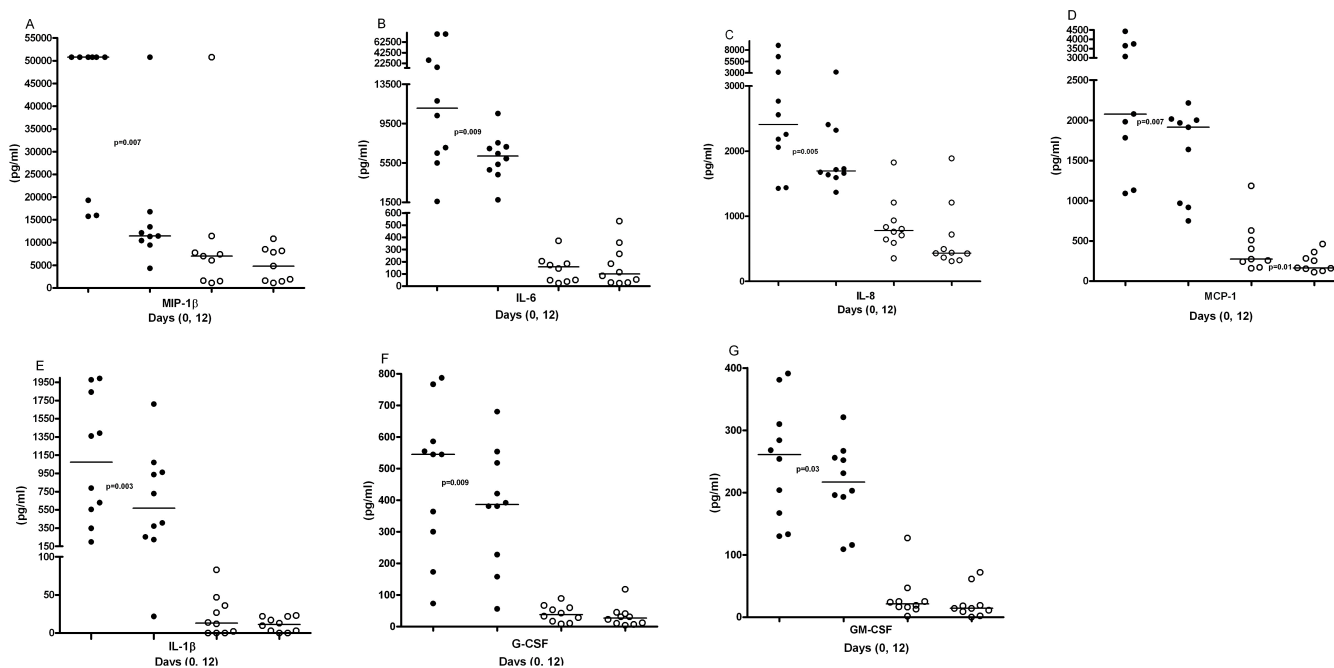 A
55000
50000
45000
40000
35000
30000
25000
20000
15000
10000
5000
0
(pg/ml)
p=0.007
MIP-1β
Days (0, 12)
B
62500
42500
22500
13500
9500
5500
1500
600
500
400
300
200
100
0
(pg/ml)
p=0.009
IL-6
Days (0, 12)
C
8000
5500
3000
3000
2000
1000
0
(pg/ml)
p=0.005
IL-8
Days (0, 12)
D
4500
4000
3500
3000
2500
2000
1500
1000
500
0
(pg/ml)
p=0.007
p=0.01
MCP-1
Days (0, 12)
E
1950
1750
1550
1350
1150
950
750
550
350
150
100
50
0
(pg/ml)
p=0.003
IL-1β
Days (0, 12)
F
800
700
600
500
400
300
200
100
0
(pg/ml)
p=0.009
G-CSF
Days (0, 12)
G
400
300
200
100
0
(pg/ml)
p=0.03
GM-CSF
Days (0, 12)